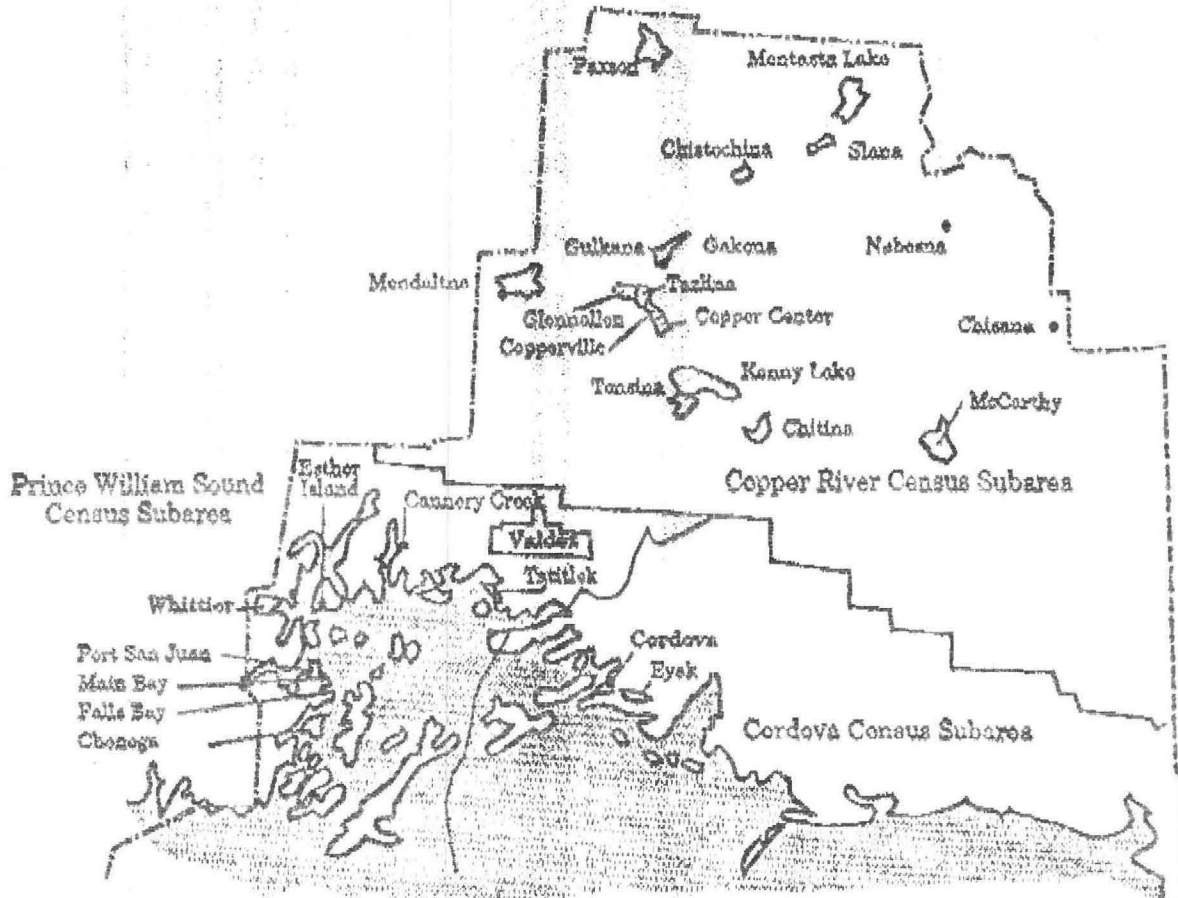 Paxson
Mentasta Lake
Chistochina
Slana
Gulkana
Gakona
Nabesna
Mendeltna
Tazlina
Glennallen
Copper Center
Copperville
Chisana
Tonsina
Kenny Lake
McCarthy
Chitina
Prince William Sound
Census Subarea
Esther
Island
Cannery Creek
Copper River Census Subarea
Valdez
Tatitlek
Whittier
Port San Juan
Main Bay
Falls Bay
Chenega
Cordova
Eyak
Cordova Census Subarea